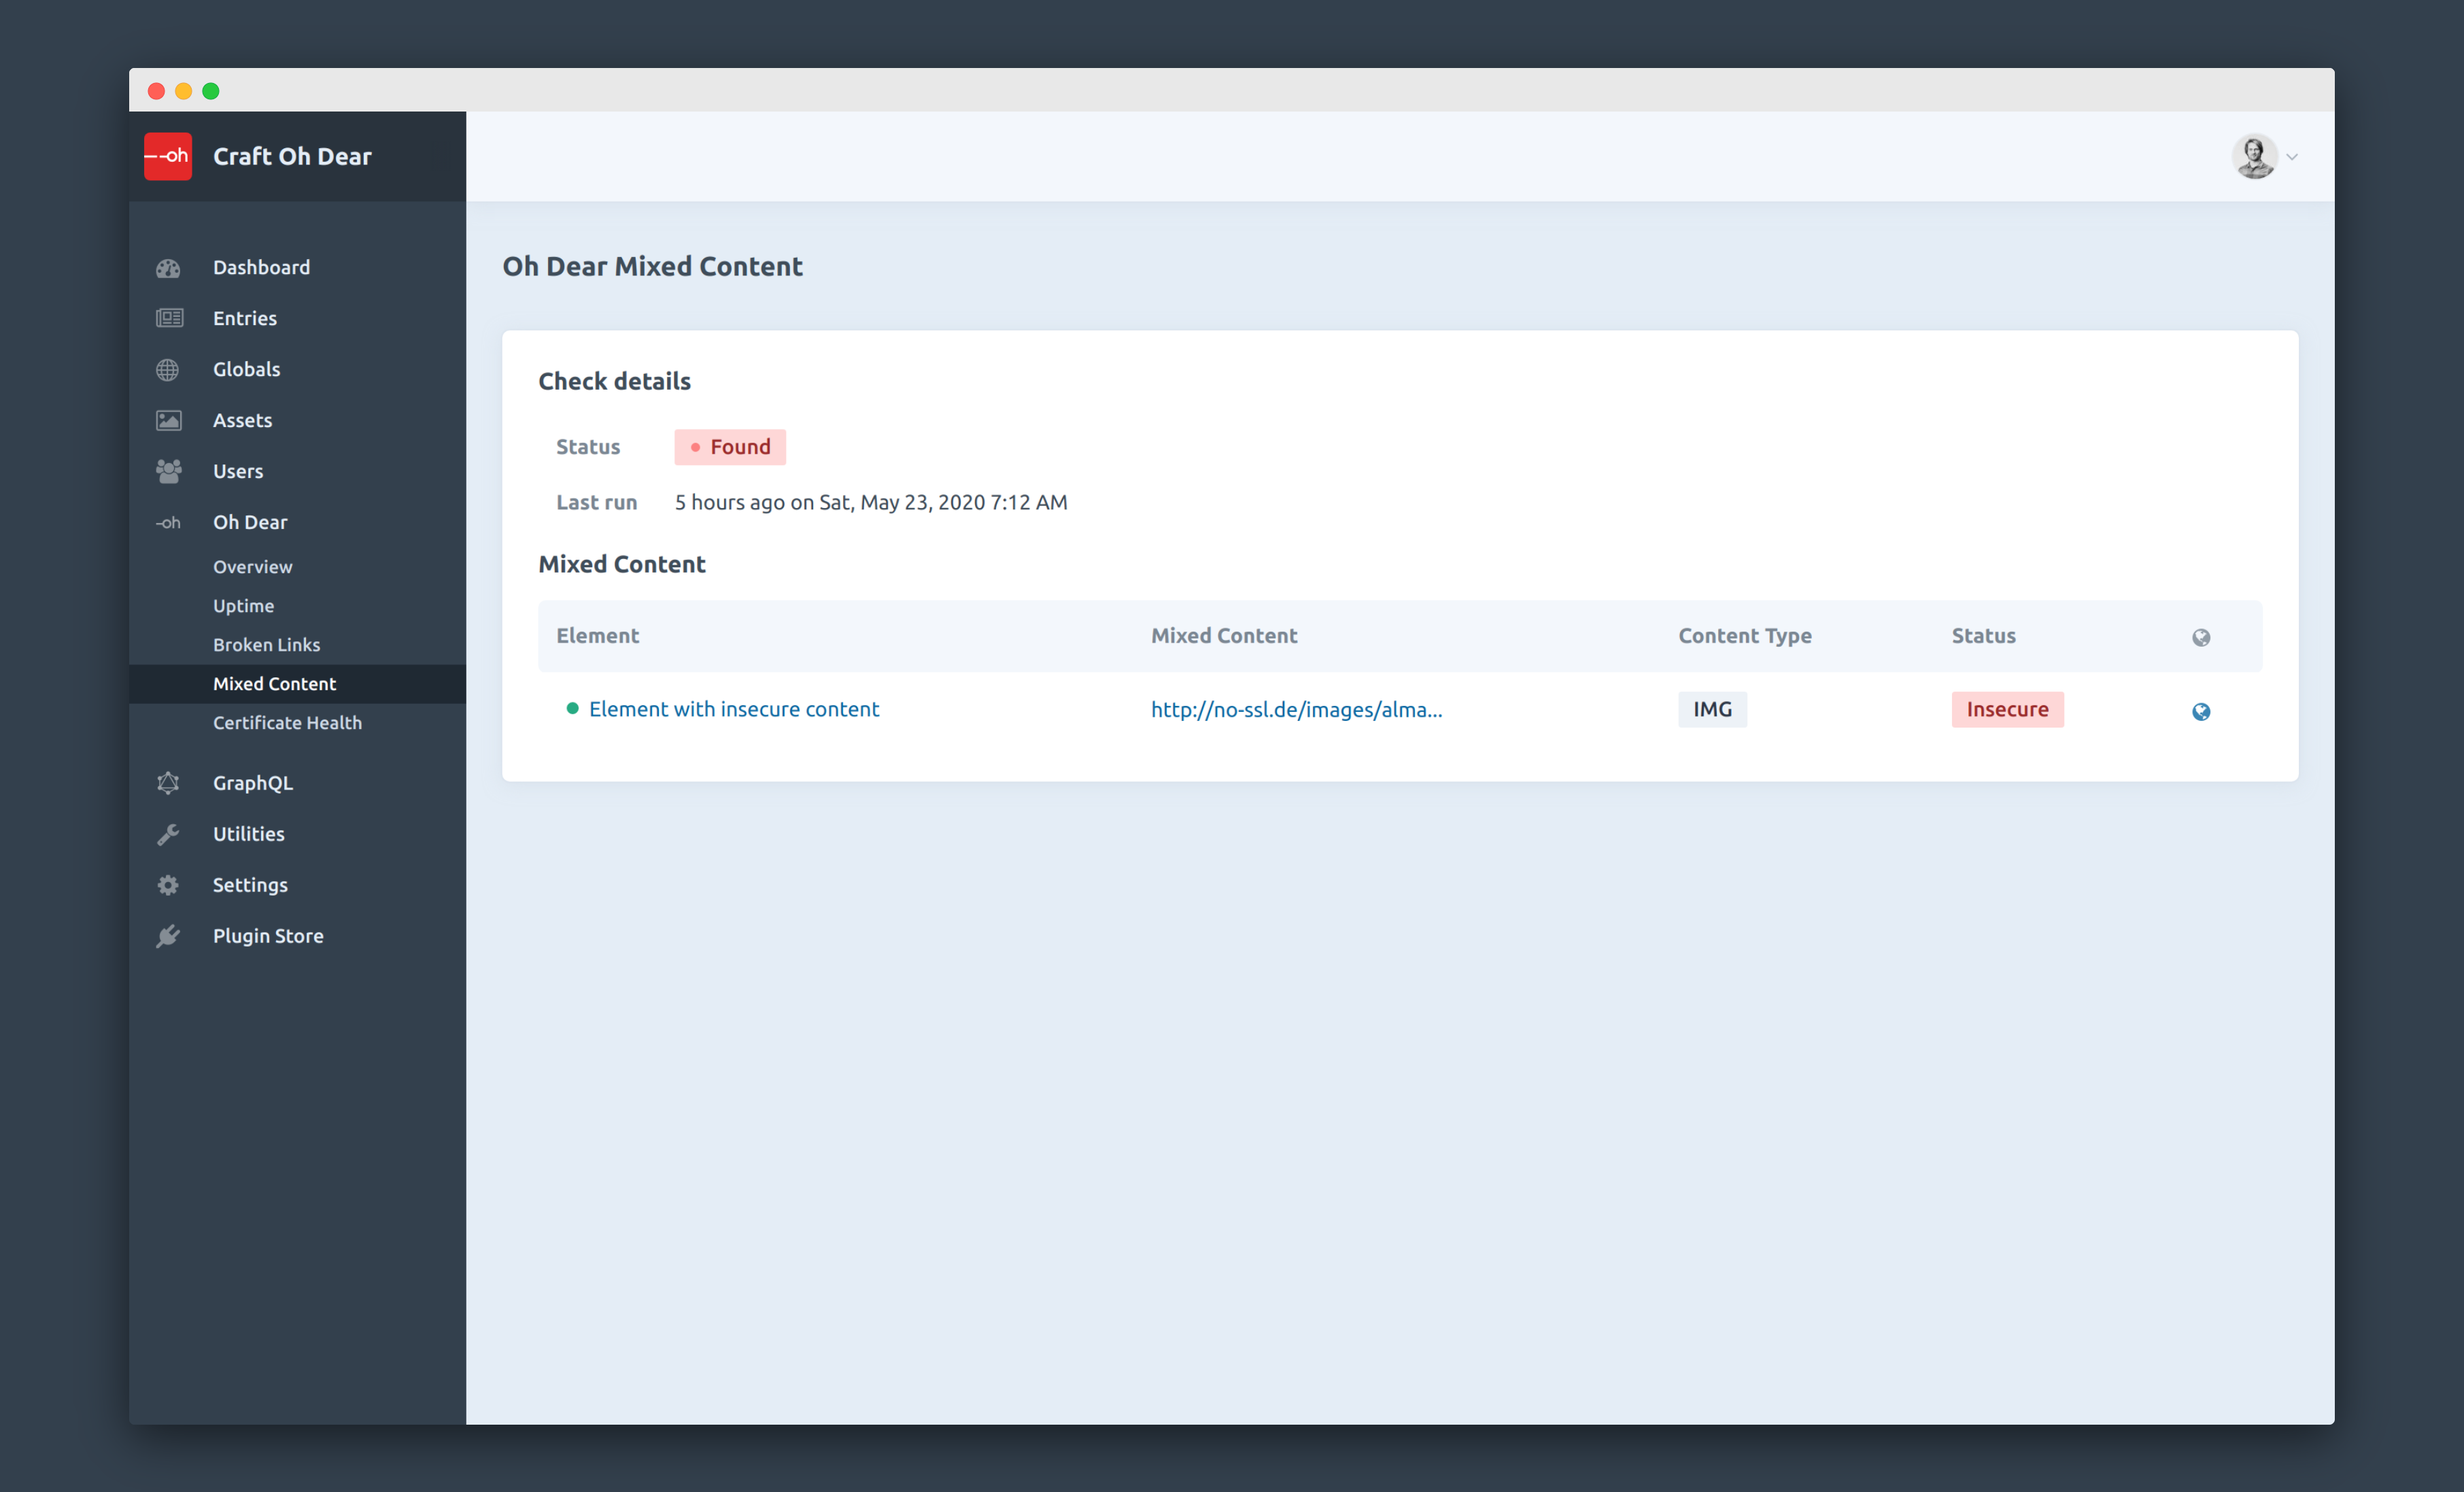 —-oh Craft Oh Dear
Dashboard
Entries
Globals
Assets
Users
-oh Oh Dear
Overview
Uptime
Broken Links
Mixed Content
Certificate Health
GraphQL
Utilities
Settings
Plugin Store
Oh Dear Mixed Content
Check details
Status Found
Last run 5 hours ago on Sat, May 23, 2020 7:12 AM
Mixed Content
Element Mixed Content Content Type Status
Element with insecure content http://no-ssl.de/images/alma... IMG Insecure